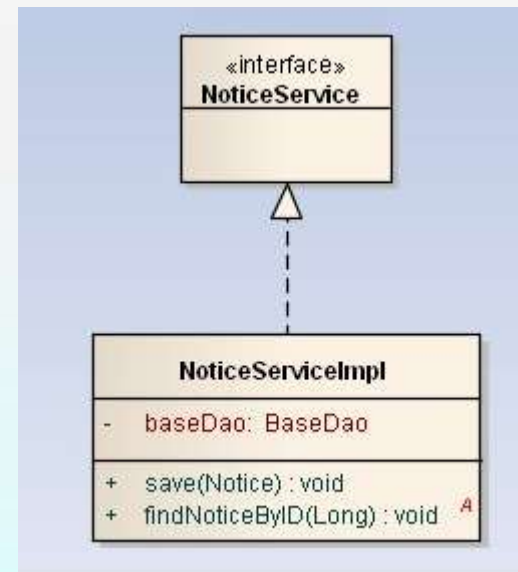 «interface»
NoticeService
NoticeServiceImpl
- baseDao: BaseDao
+ save(Notice) : void
+ findNoticeByID(Long) : void
A